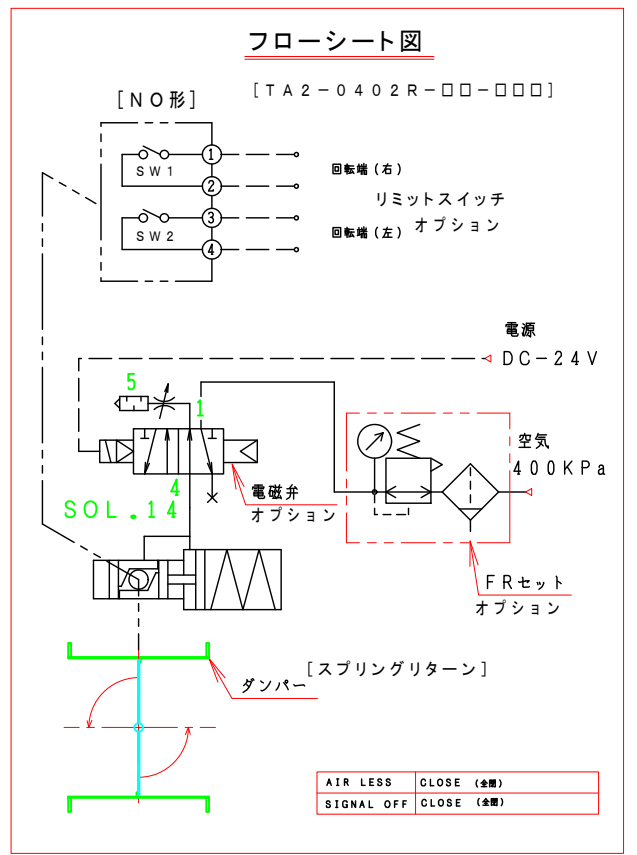 フローシート図
[NO形]
[TA2-0402R-□□-□□□]
1
SW1
2
回転端(右)
リミットスイッチ
オプション
3
SW2
回転端(左)
4
電源
DC-24V
5
1
空気
400KPa
4
電磁弁
オプション
SOL.14
FRセット
オプション
[スプリングリターン]
ダンパー
AIR LESS CLOSE (全閉)
SIGNAL OFF CLOSE (全閉)